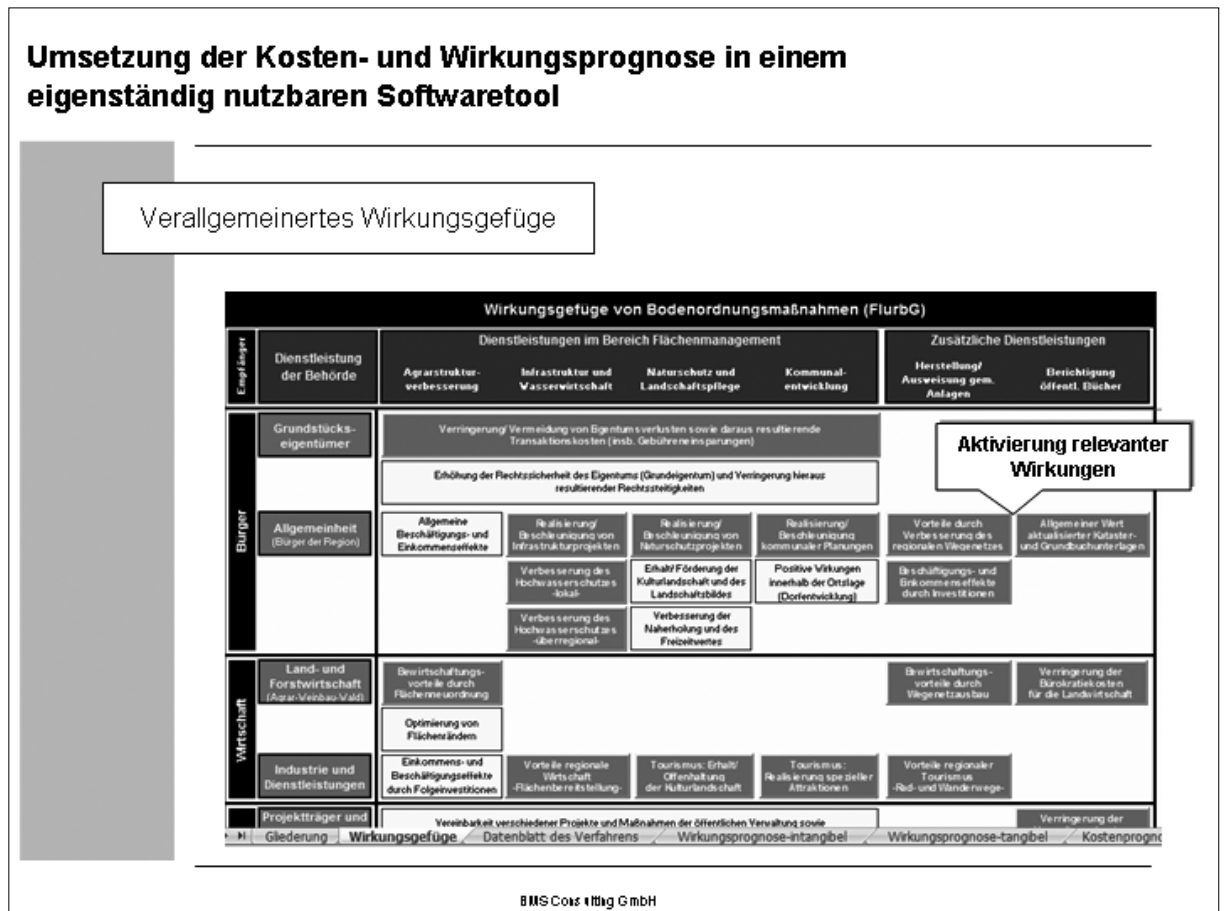 Umsetzung der Kosten- und Wirkungsprognose in einem
eigenständig nutzbaren Softwaretool
Verallgemeinertes Wirkungsgefüge
Wirkungsgefüge von Bodenordnungsmaßnahmen (FlurbG)
Empfänger
Dienstleistung
der Behörde
Dienstleistungen im Bereich Flächenmanagement
Zusätzliche Dienstleistungen
Agrarstruktur-
verbesserung
Infrastruktur und
Wasserwirtschaft
Naturschutz und
Landschaftspflege
Kommunal-
entwicklung
Herstellung/
Ausweisung gem.
Anlagen
Berichtigung
öffentl. Bücher
Bürger
Grundstücks-
eigentümer
Verringerung/ Vermeidung von Eigentumsverlusten sowie daraus resultierende
Transaktionskosten (insb. Gebühreneinsparungen)
Erhöhung der Rechtssicherheit des Eigentums (Grundeigentum) und Verringerung hieraus
resultierender Rechtssteitigkeiten
Aktivierung relevanter
Wirkungen
Allgemeinheit
(Bürger der Region)
Allgemeine
Beschäftigungs- und
Einkommenseffekte
Realisierung/
Beschleunigung von
Infrastrukturprojekten
Realisierung/
Beschleunigung von
Naturschutzprojekten
Realisierung/
Beschleunigung
kommunaler Planungen
Vorteile durch
Verbesserung des
regionalen Wegenetzes
Allgemeiner Wert
aktualisierter Kataster-
und Grundbuchunterlagen
Verbesserung des
Hochwasserschutzes
-lokal-
Erhalt/ Förderung der
Kulturlandschaft und des
Landschaftsbildes
Positive Wirkungen
innerhalb der Ortslage
(Dorfentwicklung)
Beschäftigungs- und
Einkommenseffekte
durch Investitionen
Verbesserung des
Hochwasserschutzes
-überregional-
Verbesserung der
Naherholung und des
Freizeitwertes
Wirtschaft
Land- und
Forstwirtschaft
(Agrar-Weinbau-Wald)
Bewirtschaftungs-
vorteile durch
Flächenneuordnung
Bewirtschaftungs-
vorteile durch
Wegenetzausbau
Verringerung der
Bürokratiekosten
für die Landwirtschaft
Optimierung von
Flächenrändern
Industrie und
Dienstleistungen
Einkommens- und
Beschäftigungseffekte
durch Folgeinvestitionen
Vorteile regionale
Wirtschaft
-Flächenbereitstellung-
Tourismus: Erhalt/
Offenhaltung
der Kulturlandschaft
Tourismus:
Realisierung spezieller
Attraktionen
Vorteile regionaler
Tourismus
-Rad- und Wanderwege-
Projektträger und
Vereinbarkeit verschiedener Projekte und Maßnahmen der öffentlichen Verwaltung sowie
Verringerung der
Gliederung Wirkungsgefüge Datenblatt des Verfahrens Wirkungsprognose-intangibel Wirkungsprognose-tangibel Kostenprogno
BMS Consulting GmbH